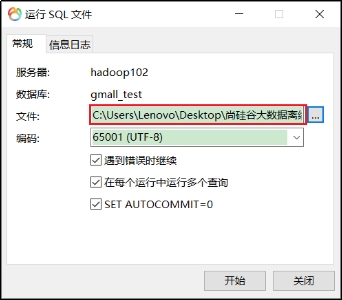 运行 SQL 文件
常规 信息日志
服务器: hadoop102
数据库: gmall_test
文件: C:\Users\Lenovo\Desktop\尚硅谷大数据离线 ...
编码: 65001 (UTF-8)
遇到错误时继续
在每个运行中运行多个查询
SET AUTOCOMMIT=0
开始 关闭